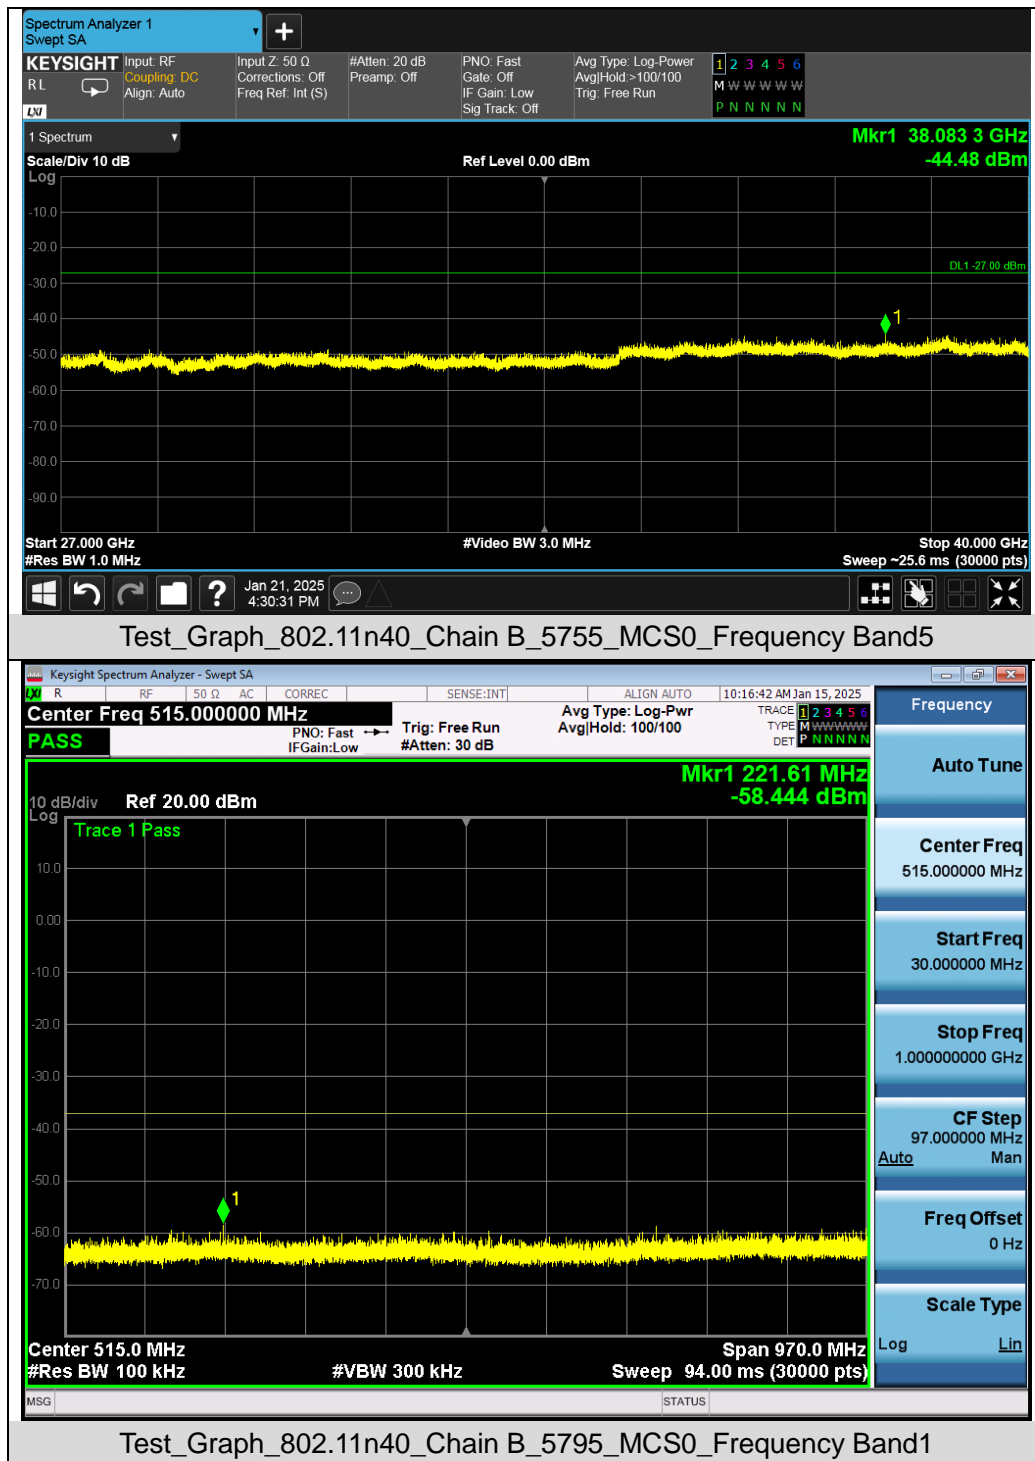 Spectrum Analyzer 1
Swept SA
+
KEYSIGHT
R L
LXI
Input: RF
Coupling: DC
Align: Auto
Input Z: 50 Ω
Corrections: Off
Freq Ref: Int (S)
#Atten: 20 dB
Preamp: Off
PNO: Fast
Gate: Off
IF Gain: Low
Sig Track: Off
Avg Type: Log-Power
Avg|Hold:>100/100
Trig: Free Run
1 2 3 4 5 6
M W W W W W
P N N N N N
1 Spectrum
Mkr1 38.083 3 GHz
Scale/Div 10 dB
Ref Level 0.00 dBm
-44.48 dBm
Log
-10.0
-20.0
DL1 -27.00 dBm
-30.0
-40.0
1
-50.0
-60.0
-70.0
-80.0
-90.0
Start 27.000 GHz
#Video BW 3.0 MHz
Stop 40.000 GHz
#Res BW 1.0 MHz
Sweep ~25.6 ms (30000 pts)
?
Jan 21, 2025
4:30:31 PM
Test_Graph_802.11n40_Chain B_5755_MCS0_Frequency Band5
Keysight Spectrum Analyzer - Swept SA
LXI R RF 50 Ω AC CORREC SENSE:INT ALIGN AUTO 10:16:42 AM Jan 15, 2025
Center Freq 515.000000 MHz
PASS
PNO: Fast
IFGain:Low
Trig: Free Run
#Atten: 30 dB
Avg Type: Log-Pwr
Avg|Hold: 100/100
TRACE 1 2 3 4 5 6
TYPE M W W W W W
DET P N N N N N
Mkr1 221.61 MHz
-58.444 dBm
10 dB/div
Ref 20.00 dBm
Log
Trace 1 Pass
10.0
0.00
-10.0
-20.0
-30.0
-40.0
-50.0
1
-60.0
-70.0
Center 515.0 MHz
Span 970.0 MHz
#Res BW 100 kHz
#VBW 300 kHz
Sweep 94.00 ms (30000 pts)
MSG
STATUS
Frequency
Auto Tune
Center Freq
515.000000 MHz
Start Freq
30.000000 MHz
Stop Freq
1.000000000 GHz
CF Step
97.000000 MHz
Auto Man
Freq Offset
0 Hz
Scale Type
Log Lin
Test_Graph_802.11n40_Chain B_5795_MCS0_Frequency Band1